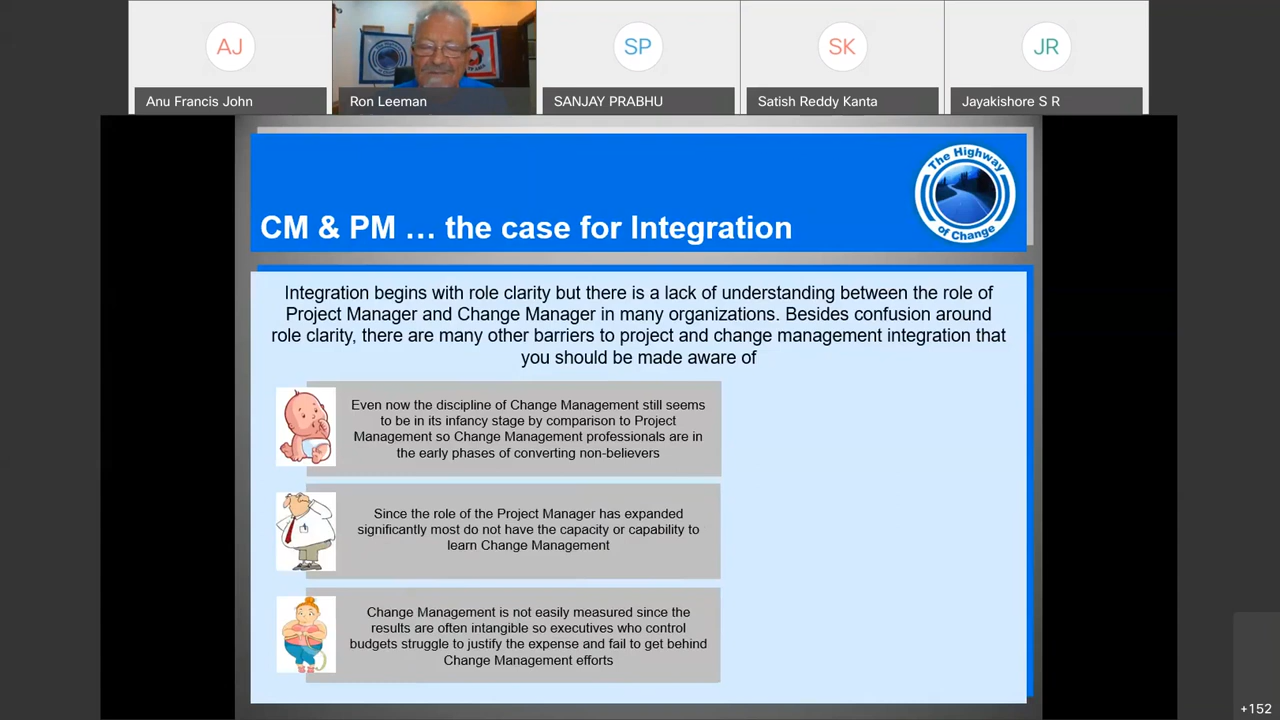 AJ
SP
SK
JR
Anu Francis John
Ron Leeman
SANJAY PRABHU
Satish Reddy Kanta
Jayakishore S R
The Highway
of Change
CM & PM … the case for Integration
Integration begins with role clarity but there is a lack of understanding between the role of
Project Manager and Change Manager in many organizations. Besides confusion around
role clarity, there are many other barriers to project and change management integration that
you should be made aware of
Even now the discipline of Change Management still seems
to be in its infancy stage by comparison to Project
Management so Change Management professionals are in
the early phases of converting non-believers
Since the role of the Project Manager has expanded
significantly most do not have the capacity or capability to
learn Change Management
Change Management is not easily measured since the
results are often intangible so executives who control
budgets struggle to justify the expense and fail to get behind
Change Management efforts
+152